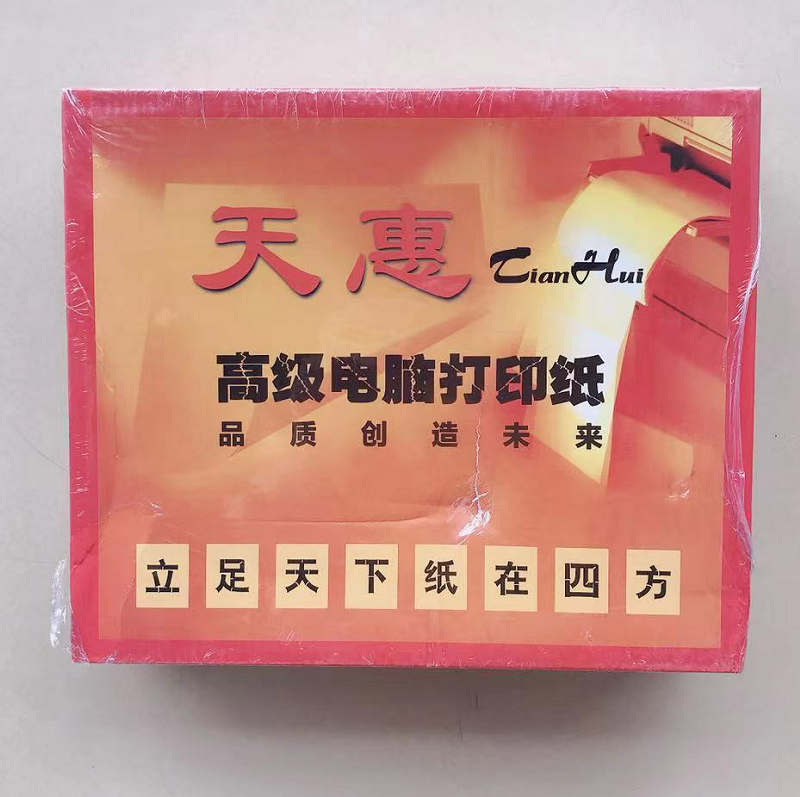 天惠 TianHui
高级电脑打印纸
品质创造未来
立足天下纸在四方